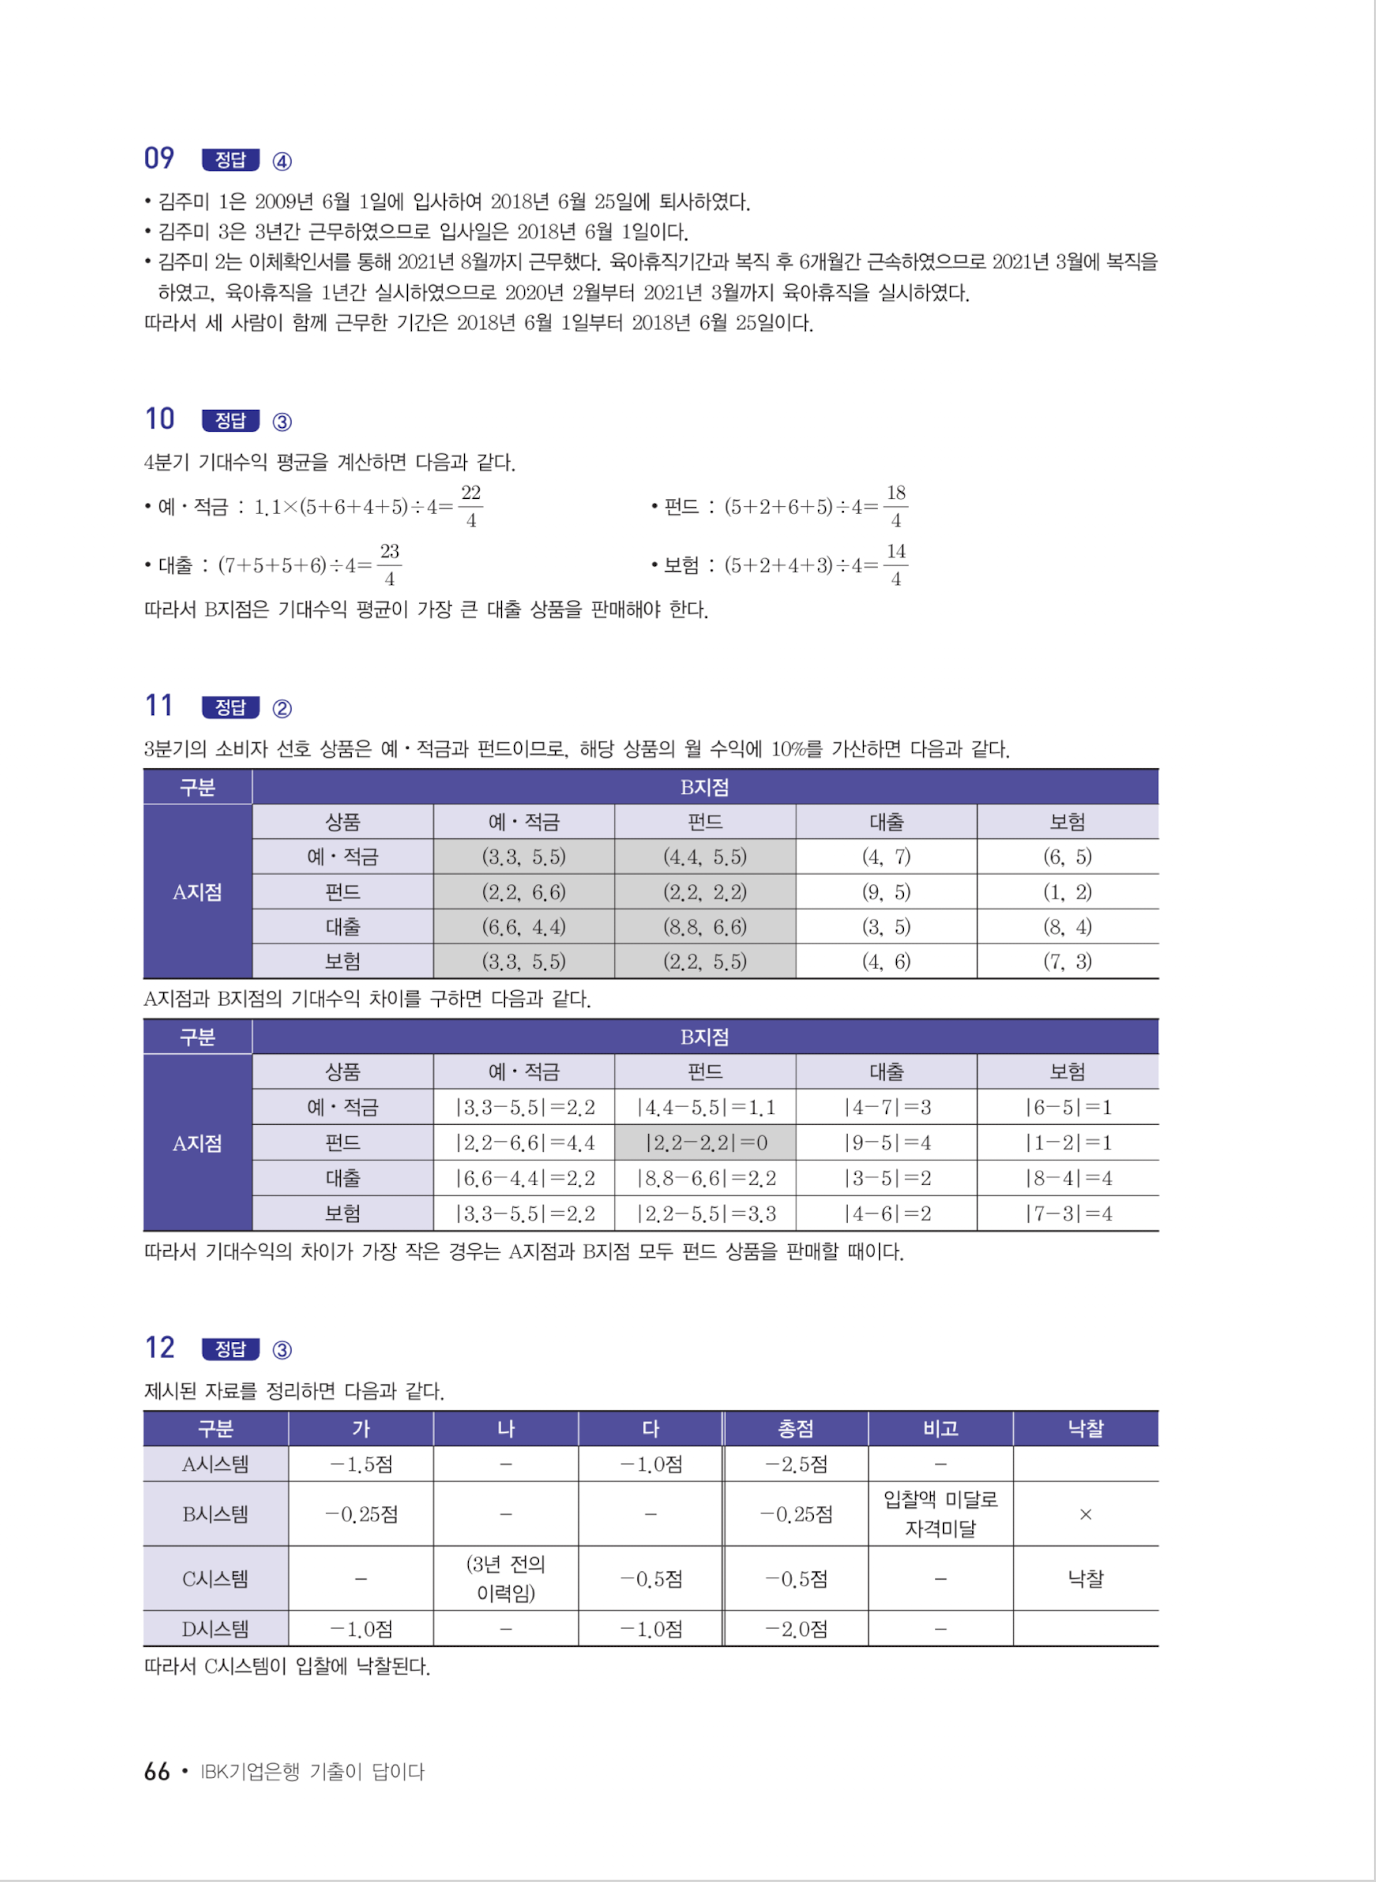 09 정답 ④
• 김주미 1은 2009년 6월 1일에 입사하여 2018년 6월 25일에 퇴사하였다.
• 김주미 3은 3년간 근무하였으므로 입사일은 2018년 6월 1일이다.
• 김주미 2는 이체확인서를 통해 2021년 8월까지 근무했다. 육아휴직기간과 복직 후 6개월간 근속하였으므로 2021년 3월에 복직을
하였고, 육아휴직을 1년간 실시하였으므로 2020년 2월부터 2021년 3월까지 육아휴직을 실시하였다.
따라서 세 사람이 함께 근무한 기간은 2018년 6월 1일부터 2018년 6월 25일이다.
10 정답 ③
4분기 기대수익 평균을 계산하면 다음과 같다.
• 예・적금 : 1.1×(5+6+4+5)÷4=22/4 • 펀드 : (5+2+6+5)÷4=18/4
• 대출 : (7+5+5+6)÷4=23/4 • 보험 : (5+2+4+3)÷4=14/4
따라서 B지점은 기대수익 평균이 가장 큰 대출 상품을 판매해야 한다.
11 정답 ②
3분기의 소비자 선호 상품은 예・적금과 펀드이므로, 해당 상품의 월 수익에 10%를 가산하면 다음과 같다.
구분 B지점
상품 예・적금 펀드 대출 보험
예・적금 (3.3, 5.5) (4.4, 5.5) (4, 7) (6, 5)
A지점 펀드 (2.2, 6.6) (2.2, 2.2) (9, 5) (1, 2)
대출 (6.6, 4.4) (8.8, 6.6) (3, 5) (8, 4)
보험 (3.3, 5.5) (2.2, 5.5) (4, 6) (7, 3)
A지점과 B지점의 기대수익 차이를 구하면 다음과 같다.
구분 B지점
상품 예・적금 펀드 대출 보험
예・적금 |3.3−5.5|=2.2 |4.4−5.5|=1.1 |4−7|=3 |6−5|=1
A지점 펀드 |2.2−6.6|=4.4 |2.2−2.2|=0 |9−5|=4 |1−2|=1
대출 |6.6−4.4|=2.2 |8.8−6.6|=2.2 |3−5|=2 |8−4|=4
보험 |3.3−5.5|=2.2 |2.2−5.5|=3.3 |4−6|=2 |7−3|=4
따라서 기대수익의 차이가 가장 작은 경우는 A지점과 B지점 모두 펀드 상품을 판매할 때이다.
12 정답 ③
제시된 자료를 정리하면 다음과 같다.
구분 가 나 다 총점 비고 낙찰
A시스템 −1.5점 − −1.0점 −2.5점 −
B시스템 −0.25점 − − −0.25점 입찰액 미달로
자격미달 ×
C시스템 − (3년 전의
이력임) −0.5점 −0.5점 − 낙찰
D시스템 −1.0점 − −1.0점 −2.0점 −
따라서 C시스템이 입찰에 낙찰된다.
66 • IBK기업은행 기출이 답이다